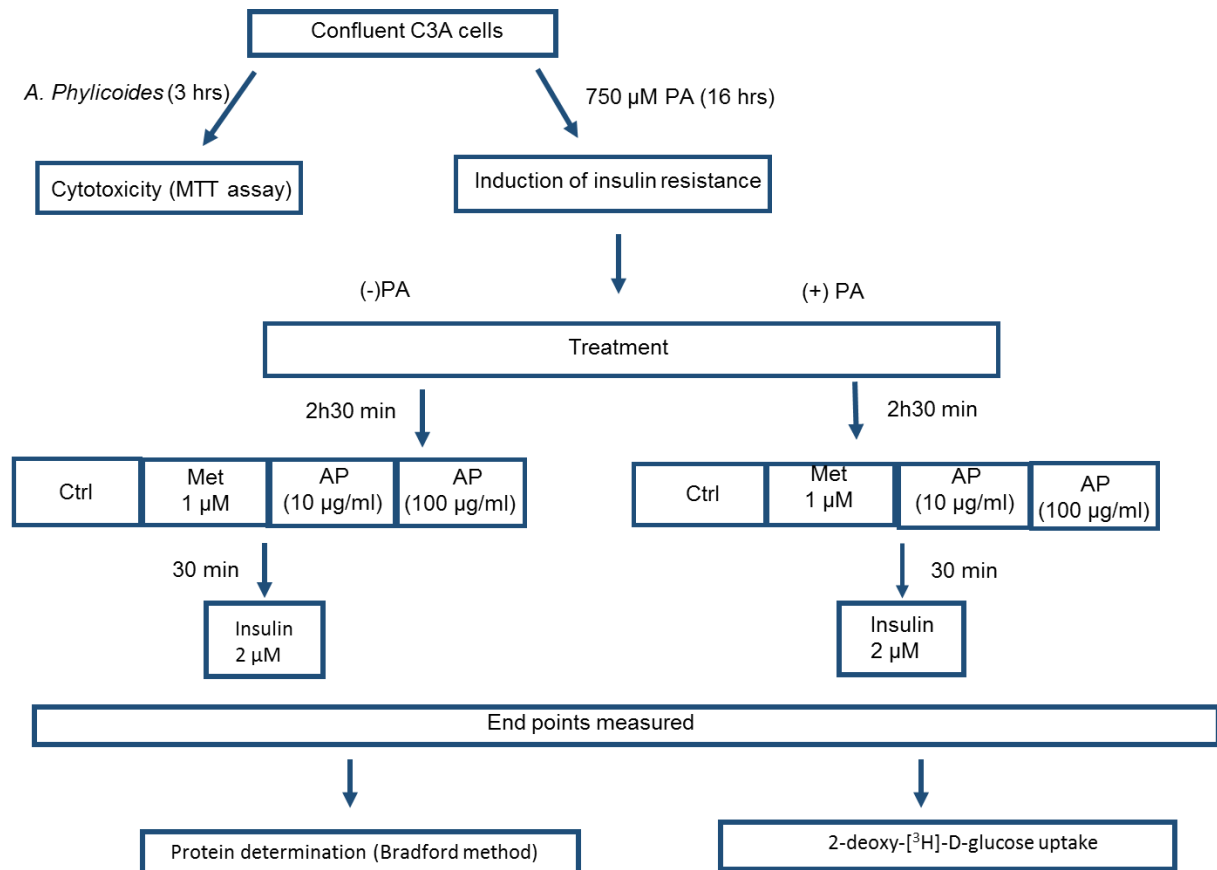 Confluent C3A cells
A. Phylicoides (3 hrs)
750 µM PA (16 hrs)
Cytotoxicity (MTT assay)
Induction of insulin resistance
(-)PA
(+) PA
Treatment
2h30 min
2h30 min
Ctrl
Met
1 µM
AP
(10 µg/ml)
AP
(100 µg/ml)
Ctrl
Met
1 µM
AP
(10 µg/ml)
AP
(100 µg/ml)
30 min
30 min
Insulin
2 µM
Insulin
2 µM
End points measured
Protein determination (Bradford method)
2-deoxy-[³H]-D-glucose uptake